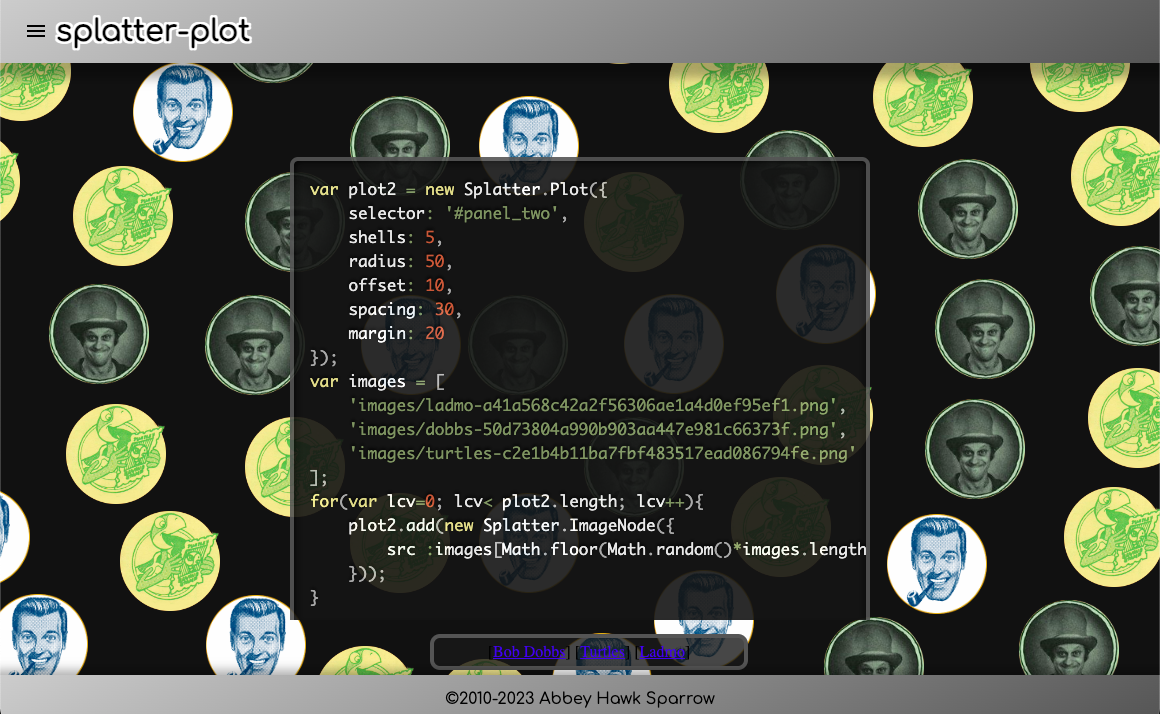 splatter-plot
var plot2 = new Splatter.Plot({
    selector: '#panel_two',
    shells: 5,
    radius: 50,
    offset: 10,
    spacing: 30,
    margin: 20
});
var images = [
    'images/ladmo-a41a568c42a2f56306ae1a4d0ef95ef1.png',
    'images/dobbs-50d73804a990b903aa447e981c66373f.png',
    'images/turtles-c2e1b4b11ba7fbf483517ead086794fe.png'
];
for(var lcv=0; lcv< plot2.length; lcv++){
    plot2.add(new Splatter.ImageNode({
        src :images[Math.floor(Math.random()*images.length
    }));
}
[Bob Dobbs] [Turtles] [Ladmo]
©2010-2023 Abbey Hawk Sparrow